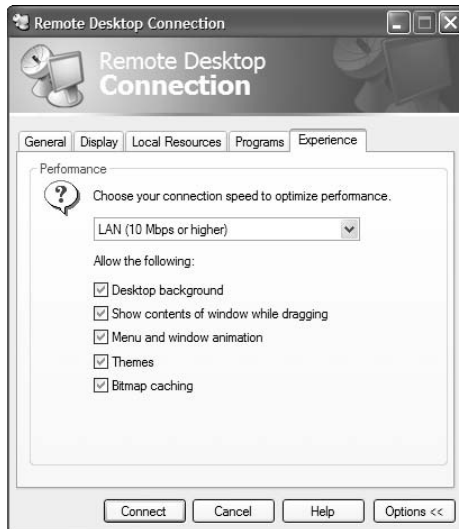 Remote Desktop Connection
Remote Desktop
Connection
General Display Local Resources Programs Experience
Performance
Choose your connection speed to optimize performance.
LAN (10 Mbps or higher)
Allow the following:
Desktop background
Show contents of window while dragging
Menu and window animation
Themes
Bitmap caching
Connect Cancel Help Options <<